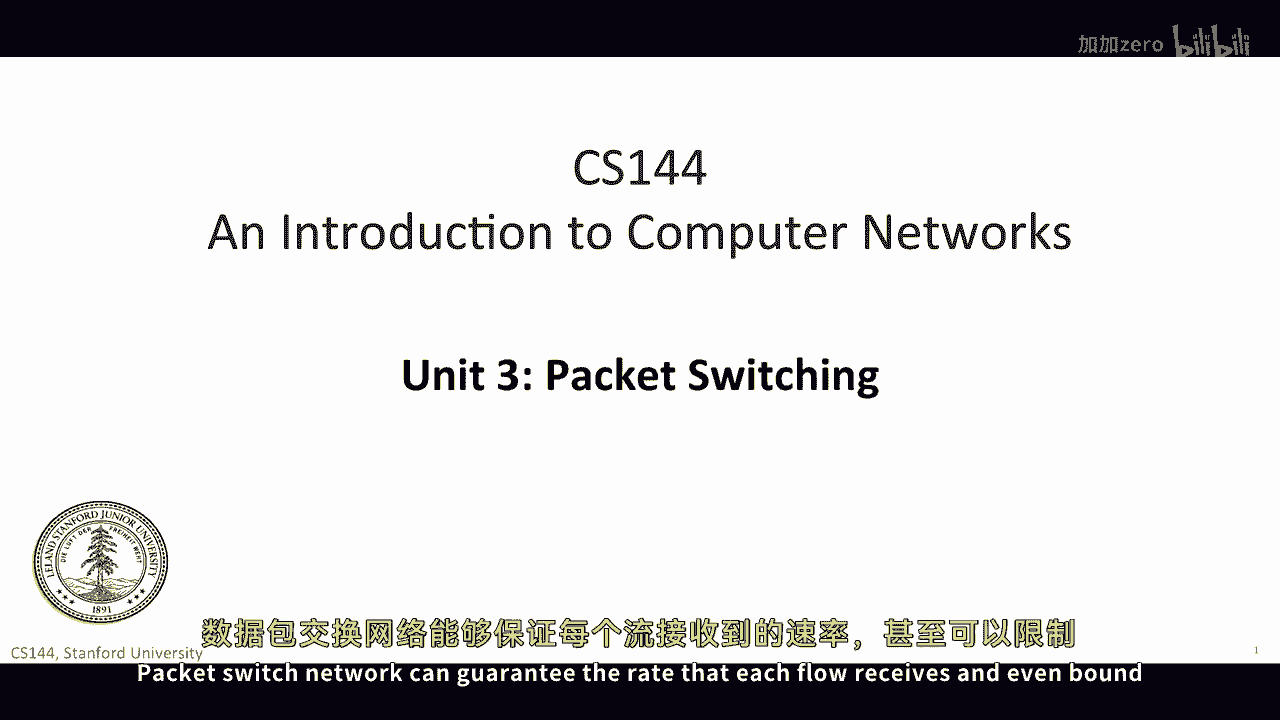 加加zero bilibili
CS144
An Introduction to Computer Networks
Unit 3: Packet Switching
LELAND STANFORD JUNIOR UNIVERSITY
DIE LUFT DER FREIHEIT WEHT
1891
数据包交换网络能够保证每个流接收到的速率，甚至可以限制
CS144, Stanford University
1
Packet switch network can guarantee the rate that each flow receives and even bound